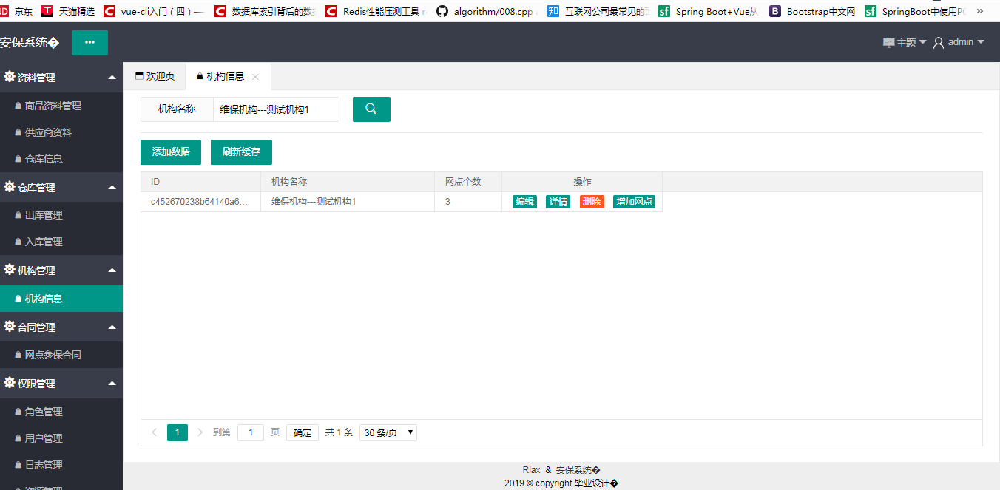 JD 京东 T 天猫精选 C vue-cli入门（四）— C 数据库索引背后的数 C Redis性能压测工具 algorithm/008.cpp 知 互联网公司最常见的 sf Spring Boot+Vue从 B Bootstrap中文网 sf SpringBoot中使用PO »
安保系统� ••• 主题 admin
资料管理
商品资料管理
供应商资料
仓库信息
仓库管理
出库管理
入库管理
机构管理
机构信息
合同管理
网点参保合同
权限管理
角色管理
用户管理
日志管理
资源管理
欢迎页 机构信息
机构名称 维保机构---测试机构1
添加数据 刷新缓存
ID 机构名称 网点个数 操作
c452670238b64140a6... 维保机构---测试机构1 3 编辑 详情 删除 增加网点
1 到第 1 页 确定 共 1 条 30 条/页
Rlax & 安保系统�
2019 © copyright 毕业设计�